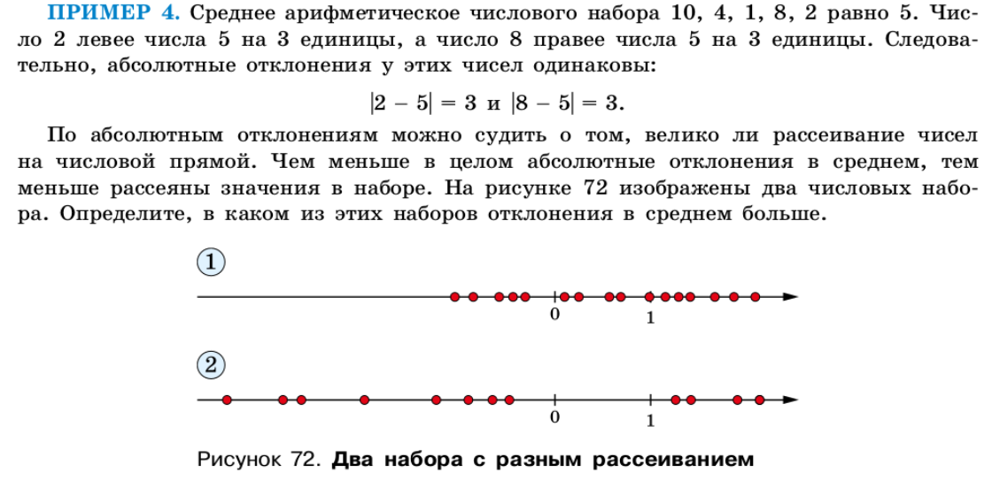 ПРИМЕР 4. Среднее арифметическое числового набора 10, 4, 1, 8, 2 равно 5. Чис-
ло 2 левее числа 5 на 3 единицы, а число 8 правее числа 5 на 3 единицы. Следова-
тельно, абсолютные отклонения у этих чисел одинаковы:
|2 – 5| = 3 и |8 – 5| = 3.
По абсолютным отклонениям можно судить о том, велико ли рассеивание чисел
на числовой прямой. Чем меньше в целом абсолютные отклонения в среднем, тем
меньше рассеяны значения в наборе. На рисунке 72 изображены два числовых набо-
ра. Определите, в каком из этих наборов отклонения в среднем больше.
1
0 1
2
0 1
Рисунок 72. Два набора с разным рассеиванием